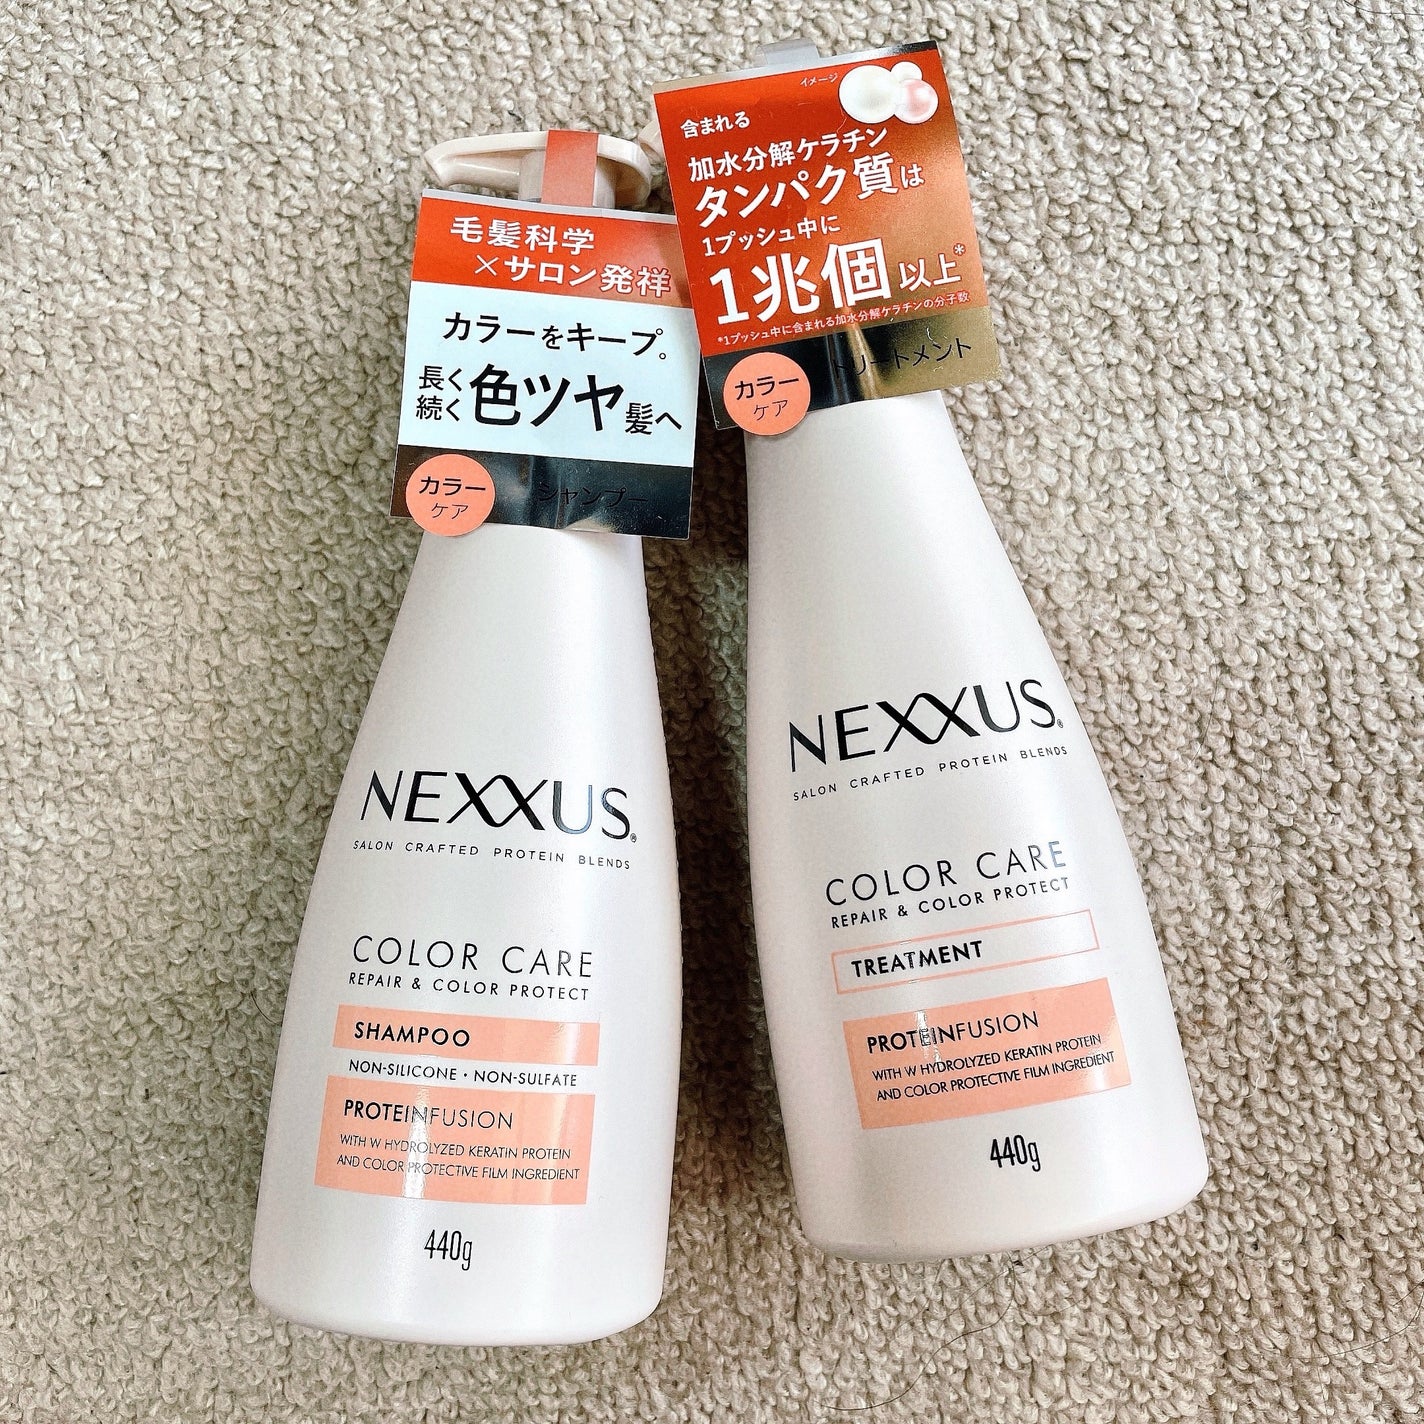 毛髪科学
×サロン発祥
カラーをキープ。
長く
続く
色ツヤ髪へ
カラー
ケア
シャンプー
NEXXUS®
SALON CRAFTED PROTEIN BLENDS
COLOR CARE
REPAIR & COLOR PROTECT
SHAMPOO
NON-SILICONE・NON-SULFATE
PROTEINFUSION
WITH W HYDROLYZED KERATIN PROTEIN
AND COLOR PROTECTIVE FILM INGREDIENT
440g
イメージ
含まれる
加水分解ケラチン
タンパク質は
1プッシュ中に
1兆個以上*
*1プッシュ中に含まれる加水分解ケラチンの分子数
カラー
ケア
トリートメント
NEXXUS®
SALON CRAFTED PROTEIN BLENDS
COLOR CARE
REPAIR & COLOR PROTECT
TREATMENT
PROTEINFUSION
WITH W HYDROLYZED KERATIN PROTEIN
AND COLOR PROTECTIVE FILM INGREDIENT
440g